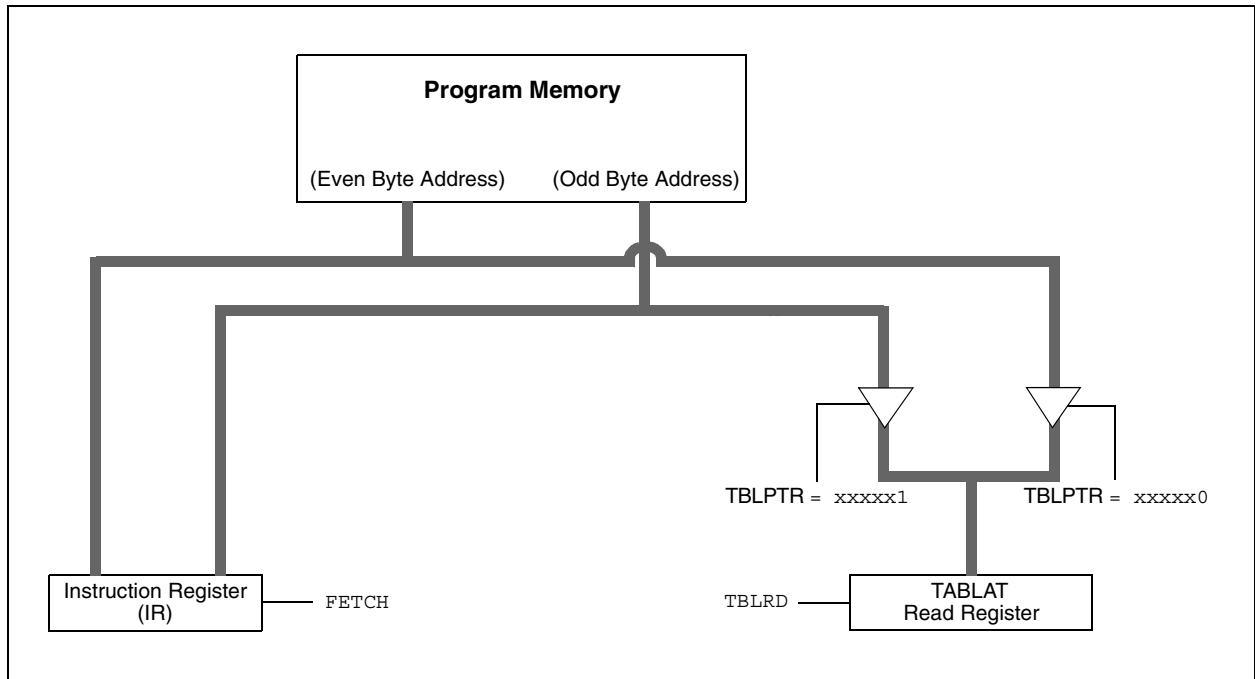 Program Memory
(Even Byte Address) (Odd Byte Address)
TBLPTR = xxxxx1 TBLPTR = xxxxx0
Instruction Register
(IR)
FETCH
TBLRD
TABLAT
Read Register